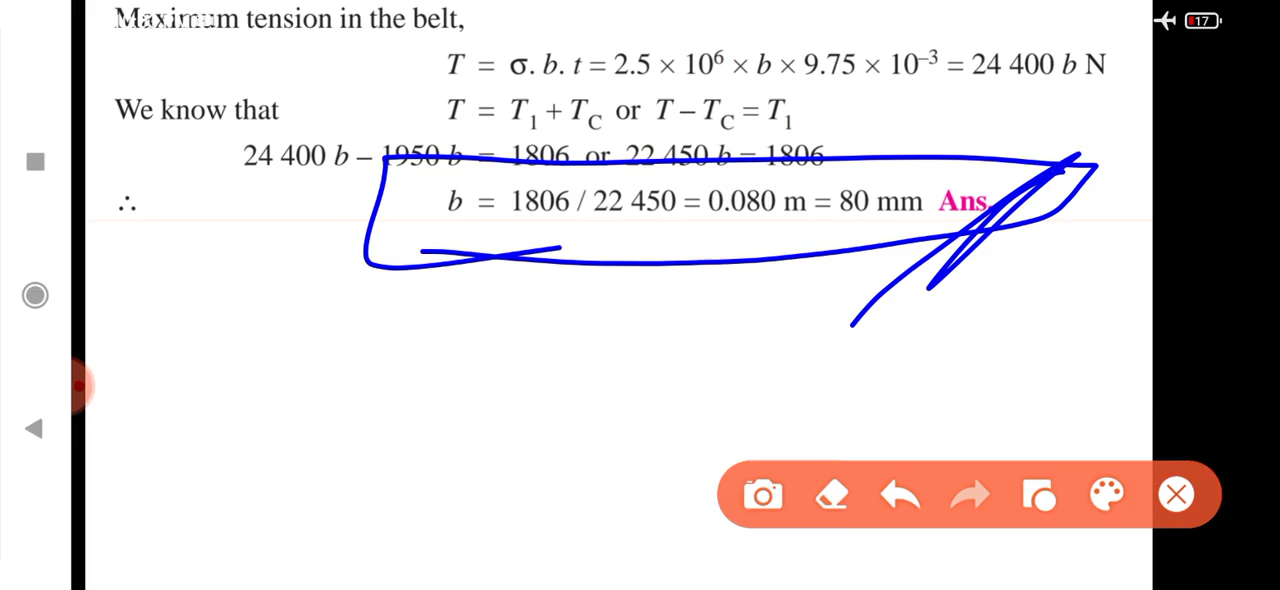 Maximum tension in the belt,
17
T = σ. b. t = 2.5 × 10⁶ × b × 9.75 × 10⁻³ = 24 400 b N
We know that T = T₁ + T_C or T – T_C = T₁
24 400 b – 1950 b = 1806 or 22 450 b = 1806
∴ b = 1806 / 22 450 = 0.080 m = 80 mm Ans.